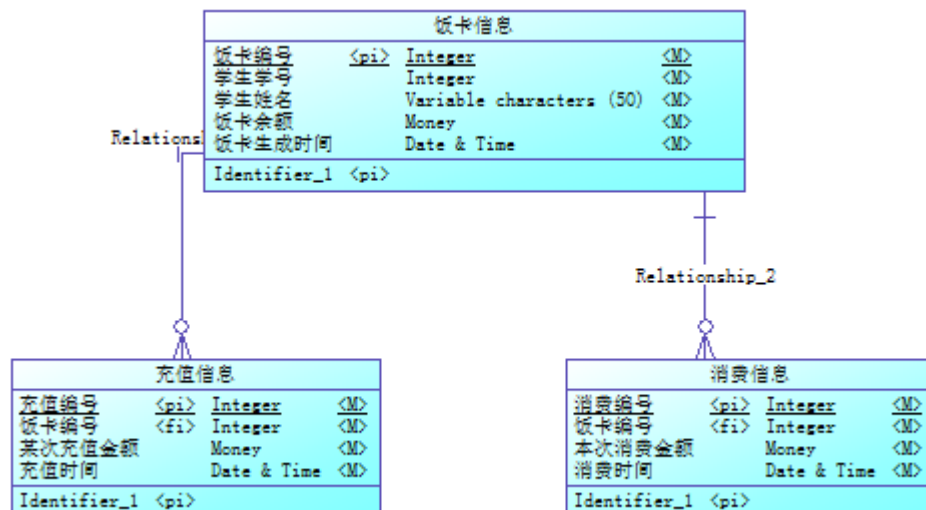 饭卡信息
饭卡编号 <pi> Integer <M>
学生学号 Integer <M>
学生姓名 Variable characters (50) <M>
饭卡余额 Money <M>
饭卡生成时间 Date & Time <M>
Identifier_1 <pi>
Relations
Relationship_2
充值信息
充值编号 <pi> Integer <M>
饭卡编号 <fi> Integer <M>
某次充值金额 Money <M>
充值时间 Date & Time <M>
Identifier_1 <pi>
消费信息
消费编号 <pi> Integer <M>
饭卡编号 <fi> Integer <M>
本次消费金额 Money <M>
消费时间 Date & Time <M>
Identifier_1 <pi>